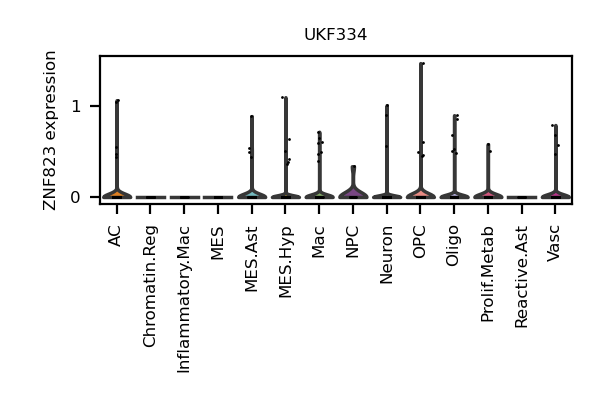 UKF334
ZNF823 expression
1
0
AC
Chromatin.Reg
Inflammatory.Mac
MES
MES.Ast
MES.Hyp
Mac
NPC
Neuron
OPC
Oligo
Prolif.Metab
Reactive.Ast
Vasc